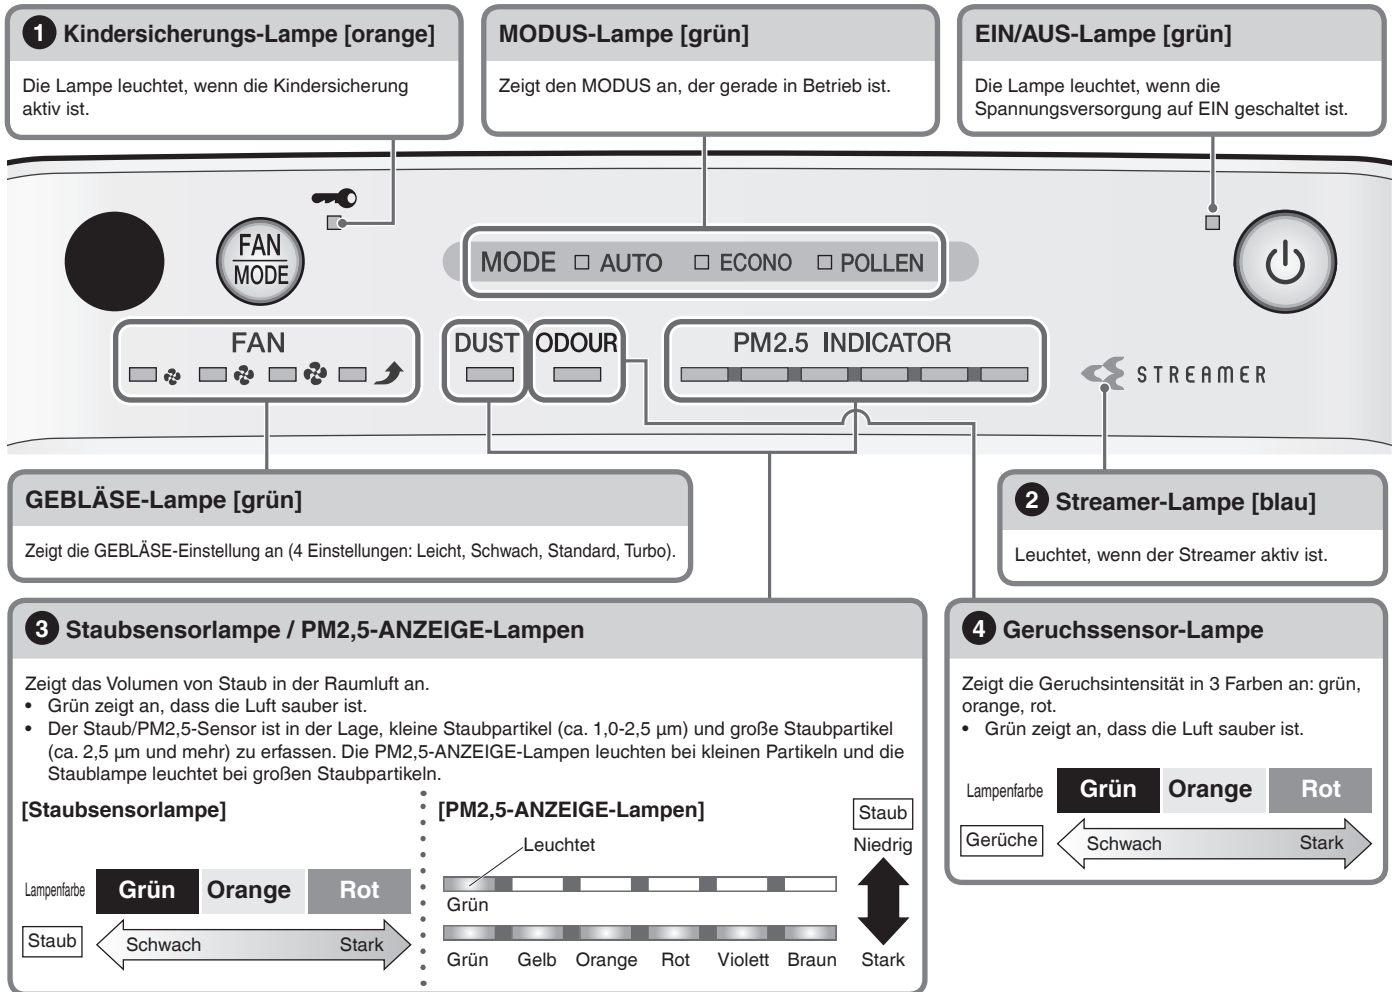 1 Kindersicherungs-Lampe [orange]
Die Lampe leuchtet, wenn die Kindersicherung
aktiv ist.
MODUS-Lampe [grün]
Zeigt den MODUS an, der gerade in Betrieb ist.
EIN/AUS-Lampe [grün]
Die Lampe leuchtet, wenn die
Spannungsversorgung auf EIN geschaltet ist.
FAN
MODE
MODE AUTO ECONO POLLEN
FAN
DUST
ODOUR
PM2.5 INDICATOR
STREAMER
GEBLÄSE-Lampe [grün]
Zeigt die GEBLÄSE-Einstellung an (4 Einstellungen: Leicht, Schwach, Standard, Turbo).
2 Streamer-Lampe [blau]
Leuchtet, wenn der Streamer aktiv ist.
3 Staubsensorlampe / PM2,5-ANZEIGE-Lampen
Zeigt das Volumen von Staub in der Raumluft an.
• Grün zeigt an, dass die Luft sauber ist.
• Der Staub/PM2,5-Sensor ist in der Lage, kleine Staubpartikel (ca. 1,0-2,5 µm) und große Staubpartikel
(ca. 2,5 µm und mehr) zu erfassen. Die PM2,5-ANZEIGE-Lampen leuchten bei kleinen Partikeln und die
Staublampe leuchtet bei großen Staubpartikeln.
[Staubsensorlampe]
Lampenfarbe Grün Orange Rot
Staub Schwach Stark
[PM2,5-ANZEIGE-Lampen]
Leuchtet
Grün
Grün Gelb Orange Rot Violett Braun
Staub
Niedrig
Stark
4 Geruchssensor-Lampe
Zeigt die Geruchsintensität in 3 Farben an: grün,
orange, rot.
• Grün zeigt an, dass die Luft sauber ist.
Lampenfarbe Grün Orange Rot
Gerüche Schwach Stark